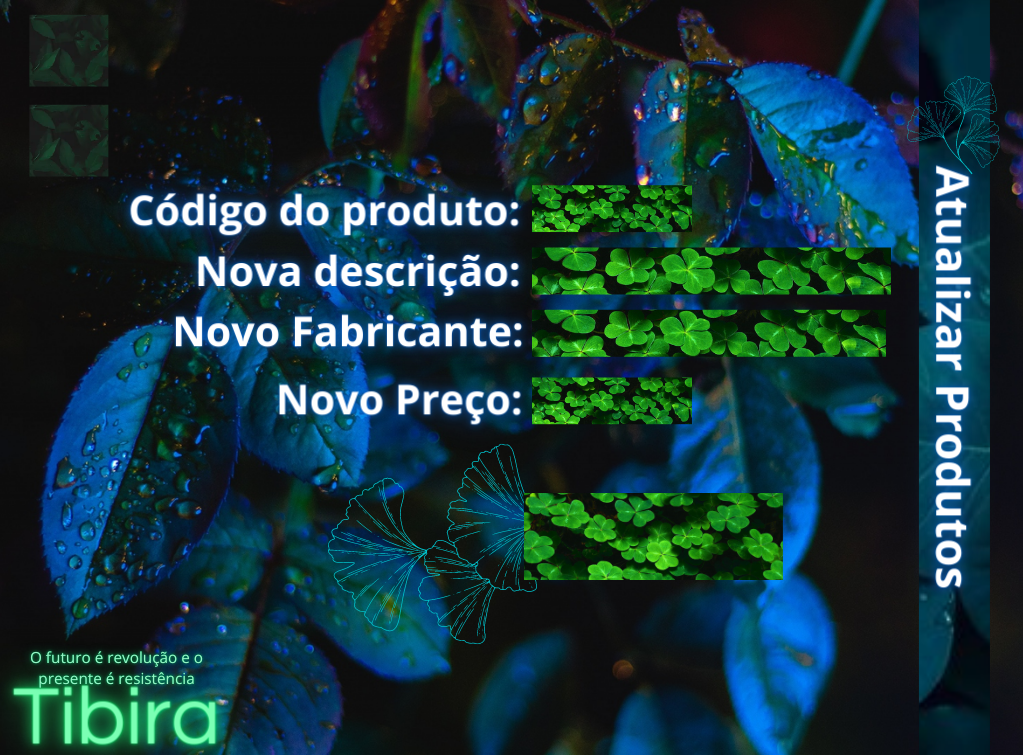 Código do produto:
Nova descrição:
Novo Fabricante:
Novo Preço:
Atualizar Produtos
O futuro é revolução e o
presente é resistência
Tibira